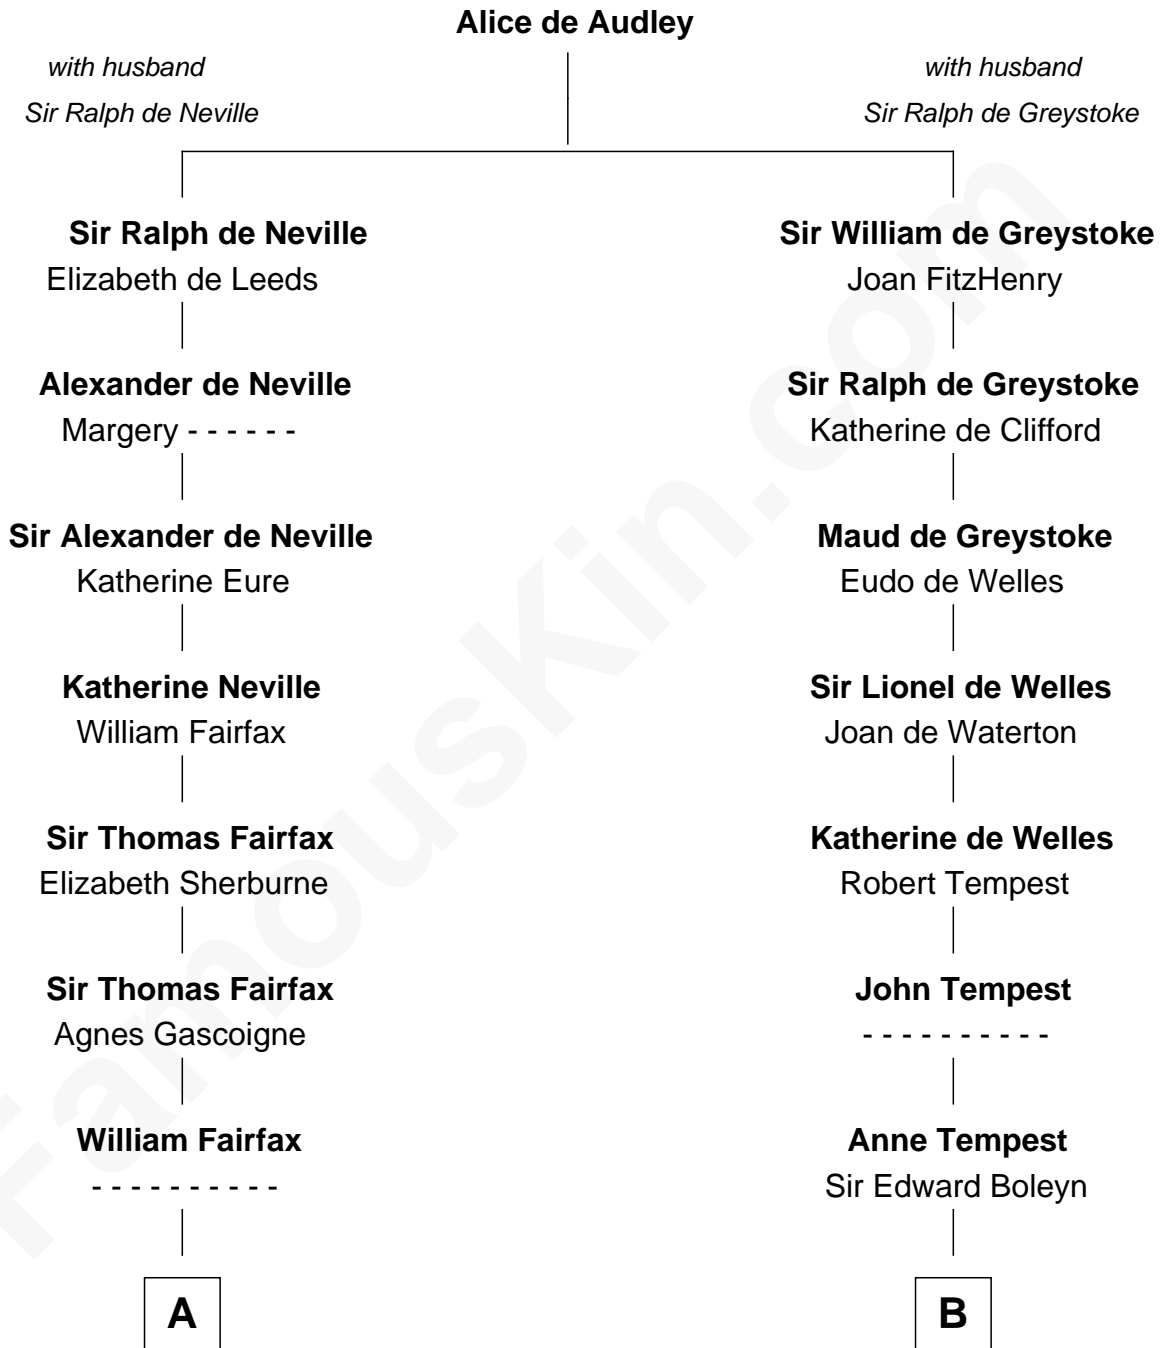 Alice de Audley
with husband
Sir Ralph de Neville
with husband
Sir Ralph de Greystoke
Sir Ralph de Neville
Elizabeth de Leeds
Sir William de Greystoke
Joan FitzHenry
Alexander de Neville
Margery - - - - - -
Sir Ralph de Greystoke
Katherine de Clifford
Sir Alexander de Neville
Katherine Eure
Maud de Greystoke
Eudo de Welles
Katherine Neville
William Fairfax
Sir Lionel de Welles
Joan de Waterton
Sir Thomas Fairfax
Elizabeth Sherburne
Katherine de Welles
Robert Tempest
Sir Thomas Fairfax
Agnes Gascoigne
John Tempest
- - - - - - - - - -
William Fairfax
- - - - - - - - - -
Anne Tempest
Sir Edward Boleyn
A
B
FamousKin.com